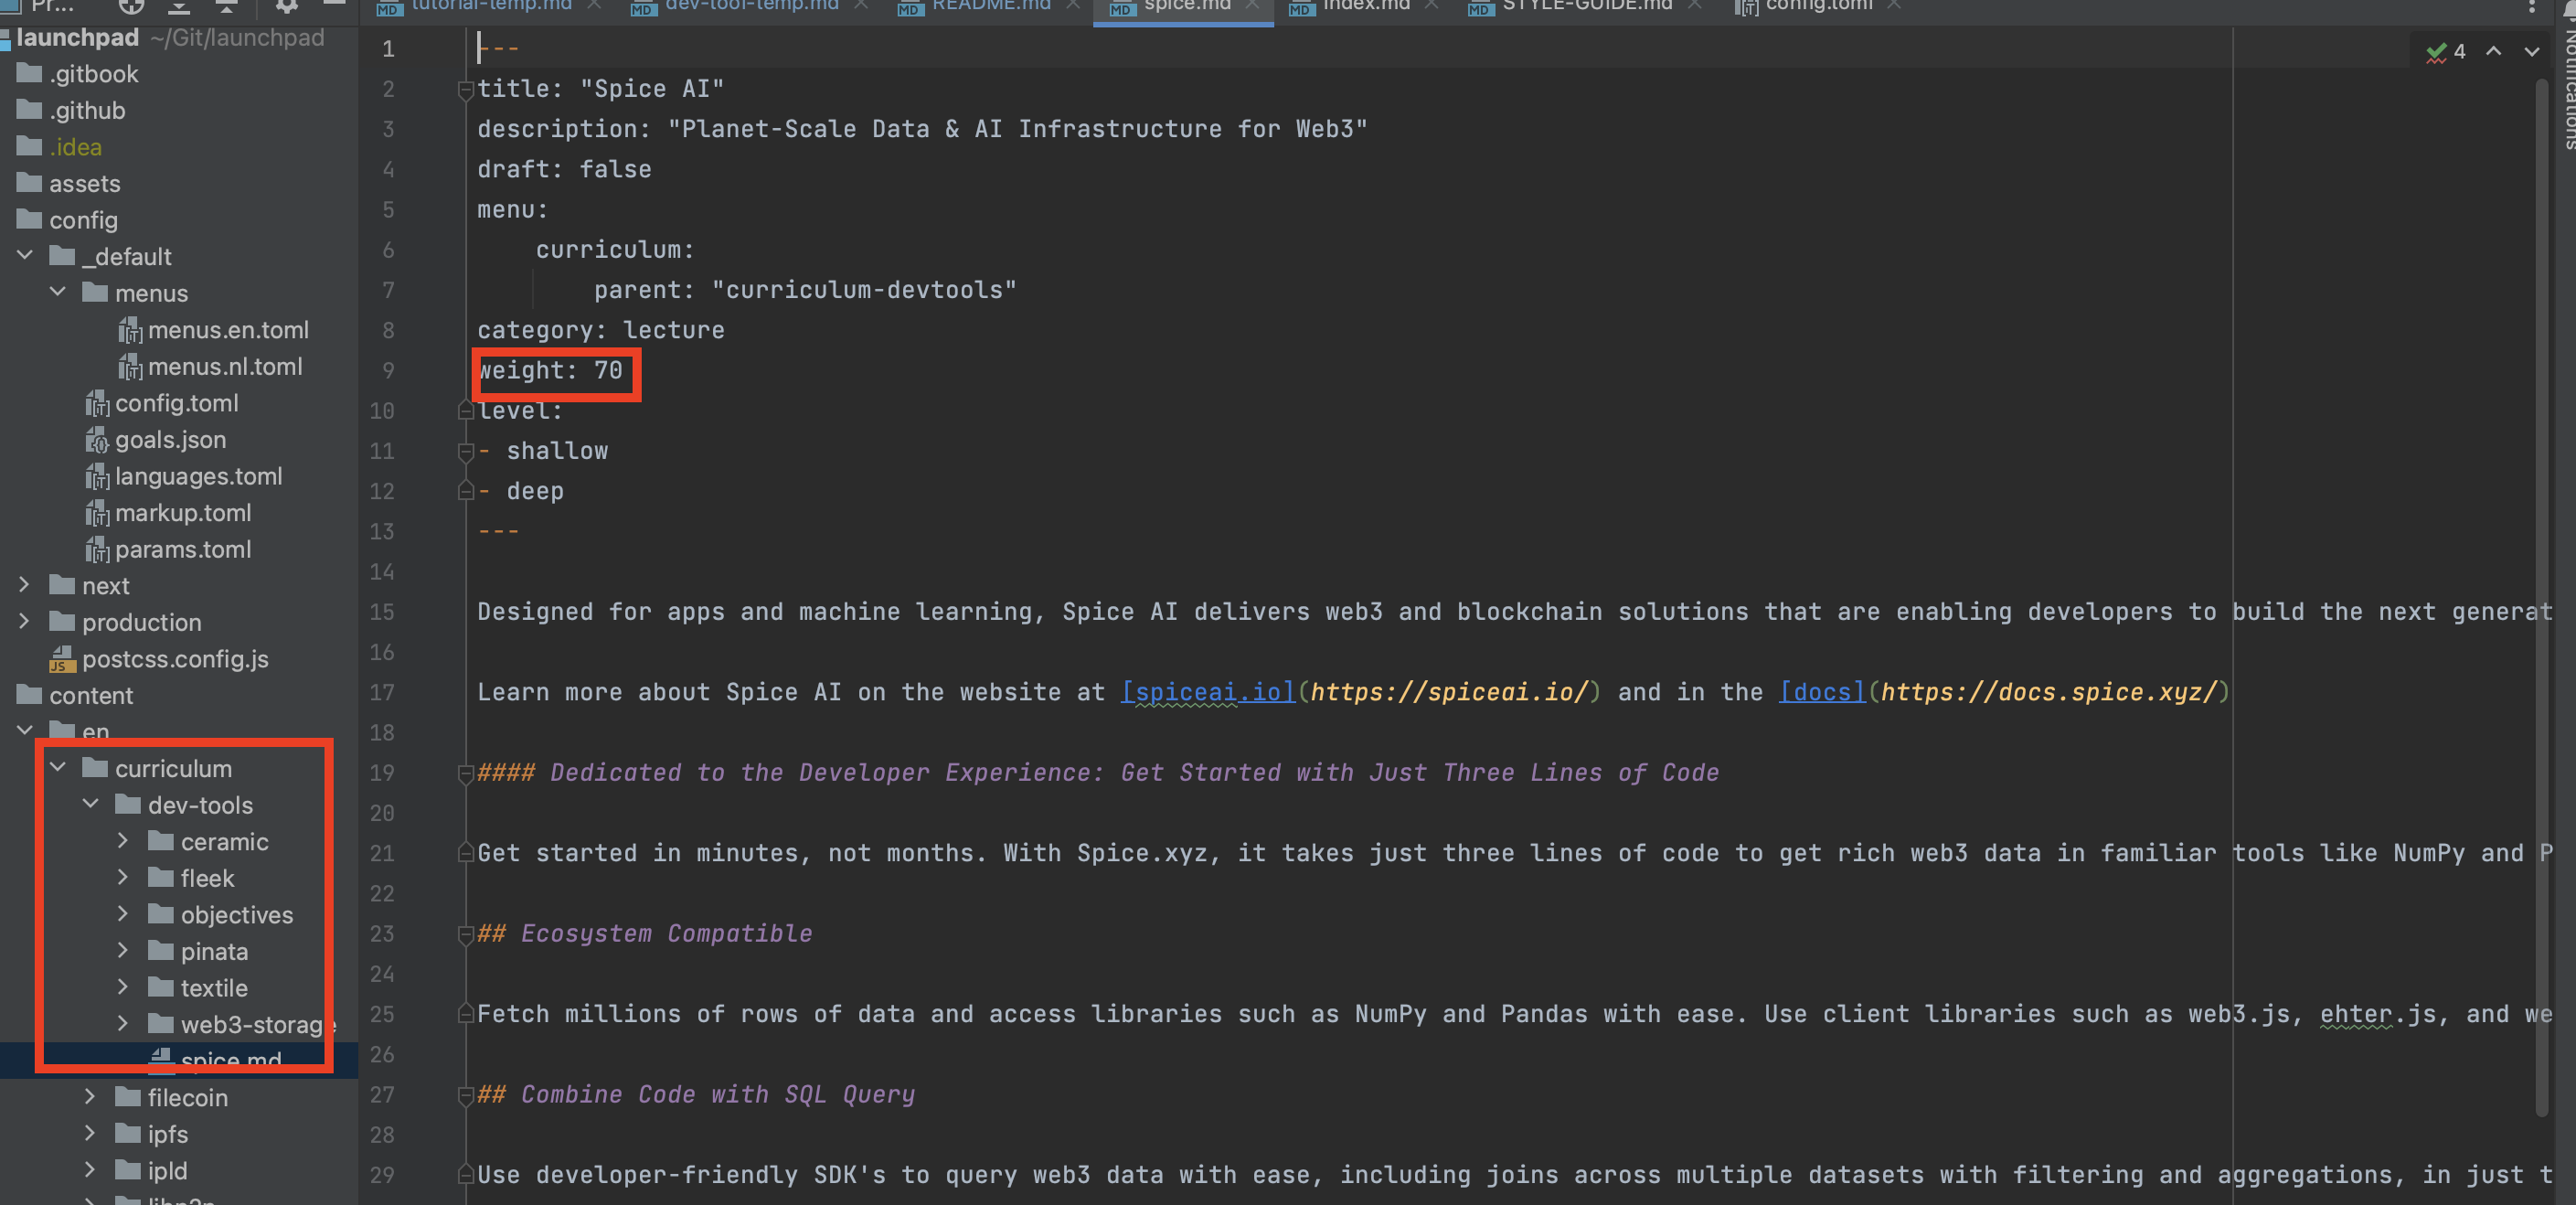 Pr...
tutorial-temp.md
dev-tool-temp.md
README.md
spice.md
index.md
STYLE-GUIDE.md
config.toml
launchpad ~/Git/launchpad
.gitbook
.github
.idea
assets
config
_default
menus
menus.en.toml
menus.nl.toml
config.toml
goals.json
languages.toml
markup.toml
params.toml
next
production
postcss.config.js
content
en
curriculum
dev-tools
ceramic
fleek
objectives
pinata
textile
web3-storage
spice.md
filecoin
ipfs
ipld
libp2p
1 ---
2 title: "Spice AI"
3 description: "Planet-Scale Data & AI Infrastructure for Web3"
4 draft: false
5 menu:
6 curriculum:
7 parent: "curriculum-devtools"
8 category: lecture
9 weight: 70
10 level:
11 - shallow
12 - deep
13 ---
14
15 Designed for apps and machine learning, Spice AI delivers web3 and blockchain solutions that are enabling developers to build the next generat
16
17 Learn more about Spice AI on the website at [spiceai.io](https://spiceai.io/) and in the [docs](https://docs.spice.xyz/)
18
19 #### Dedicated to the Developer Experience: Get Started with Just Three Lines of Code
20
21 Get started in minutes, not months. With Spice.xyz, it takes just three lines of code to get rich web3 data in familiar tools like NumPy and P
22
23 ## Ecosystem Compatible
24
25 Fetch millions of rows of data and access libraries such as NumPy and Pandas with ease. Use client libraries such as web3.js, ehter.js, and we
26
27 ## Combine Code with SQL Query
28
29 Use developer-friendly SDK's to query web3 data with ease, including joins across multiple datasets with filtering and aggregations, in just t
4
Notifications